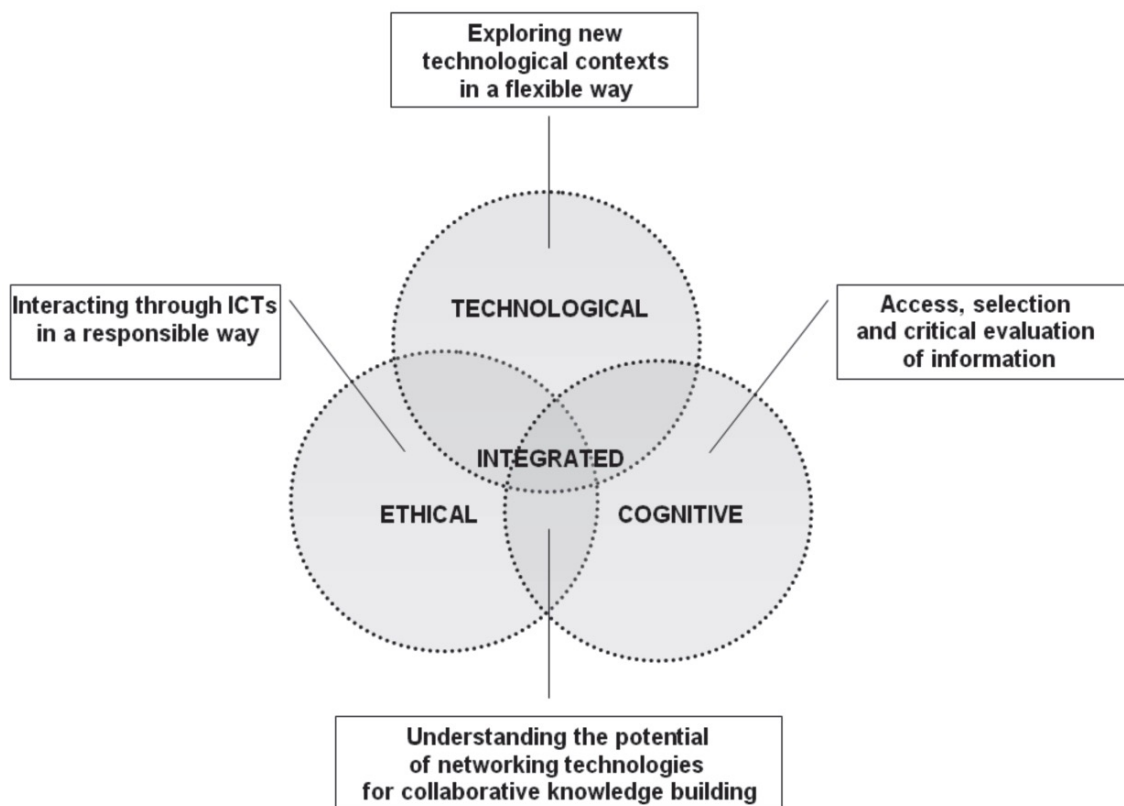 Exploring new
technological contexts
in a flexible way
Interacting through ICTs
in a responsible way
TECHNOLOGICAL
Access, selection
and critical evaluation
of information
INTEGRATED
ETHICAL
COGNITIVE
Understanding the potential
of networking technologies
for collaborative knowledge building